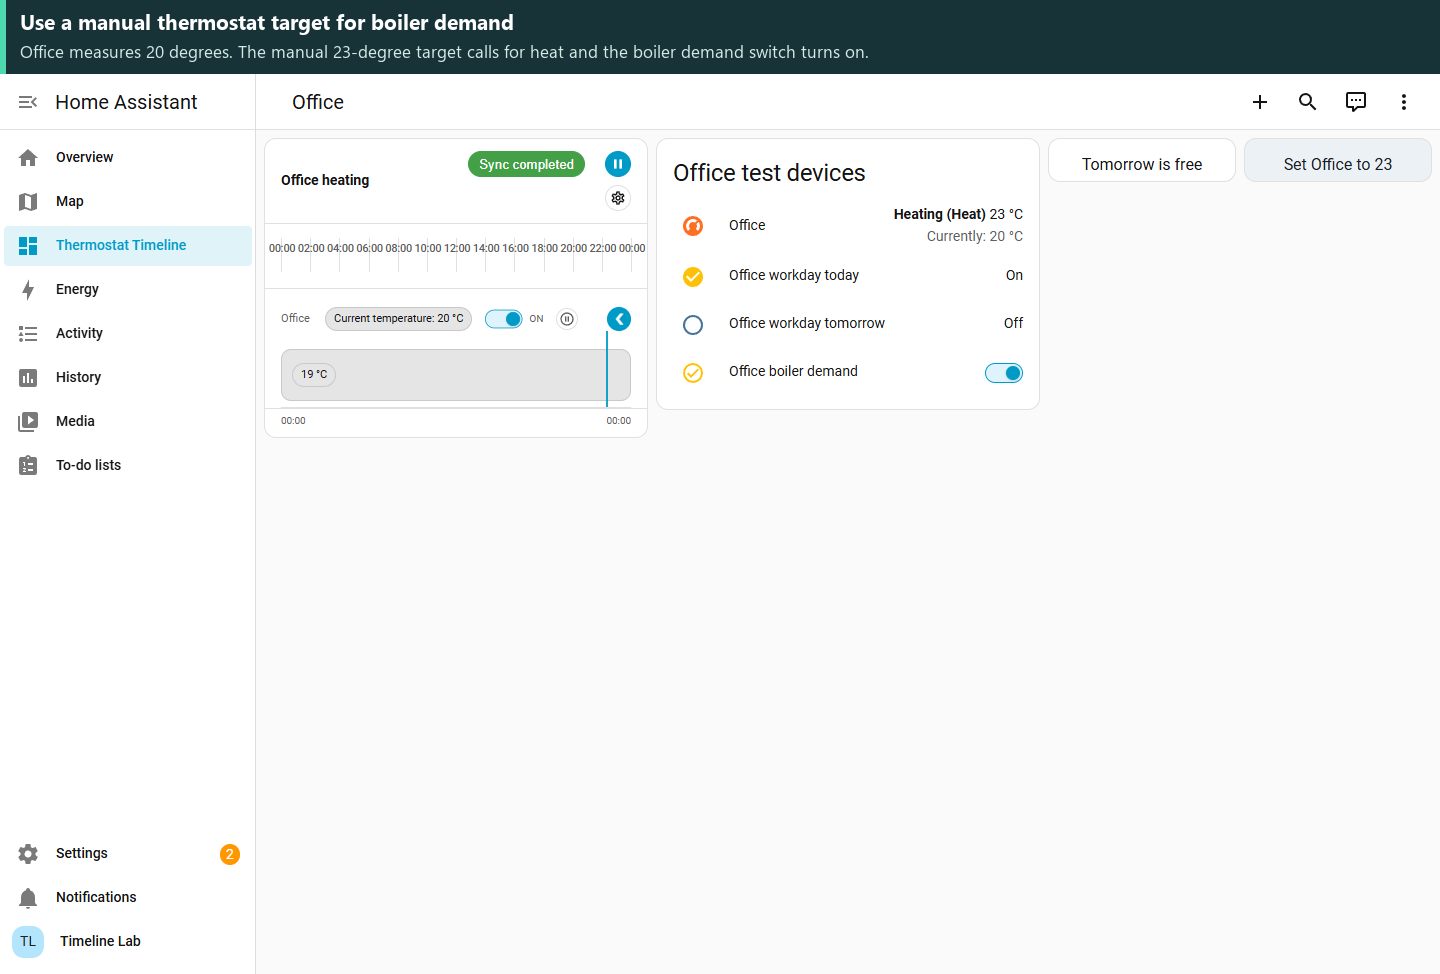 Use a manual thermostat target for boiler demand
Office measures 20 degrees. The manual 23-degree target calls for heat and the boiler demand switch turns on.
Home Assistant
Office
Overview
Map
Thermostat Timeline
Energy
Activity
History
Media
To-do lists
Settings
2
Notifications
TL
Timeline Lab
Office heating
Sync completed
00:00 02:00 04:00 06:00 08:00 10:00 12:00 14:00 16:00 18:00 20:00 22:00 00:00
Office
Current temperature: 20 °C
ON
19 °C
00:00
00:00
Office test devices
Office
Heating (Heat) 23 °C
Currently: 20 °C
Office workday today
On
Office workday tomorrow
Off
Office boiler demand
Tomorrow is free
Set Office to 23